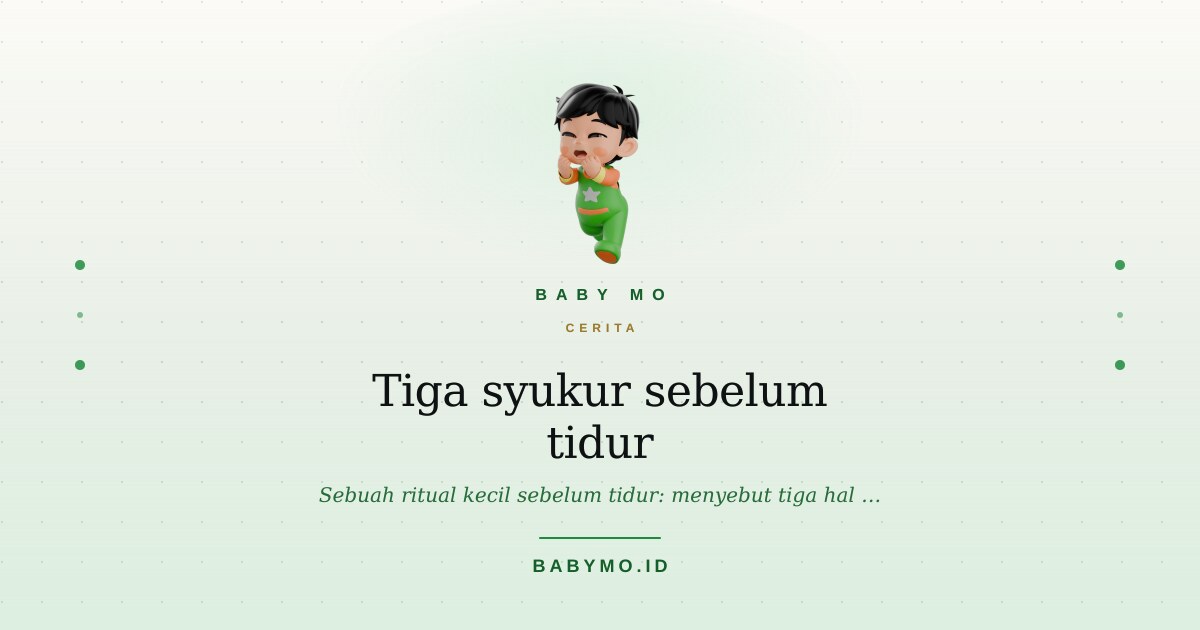 BABY MO
CERITA
Tiga syukur sebelum
tidur
Sebuah ritual kecil sebelum tidur: menyebut tiga hal ...
BABYMO.ID